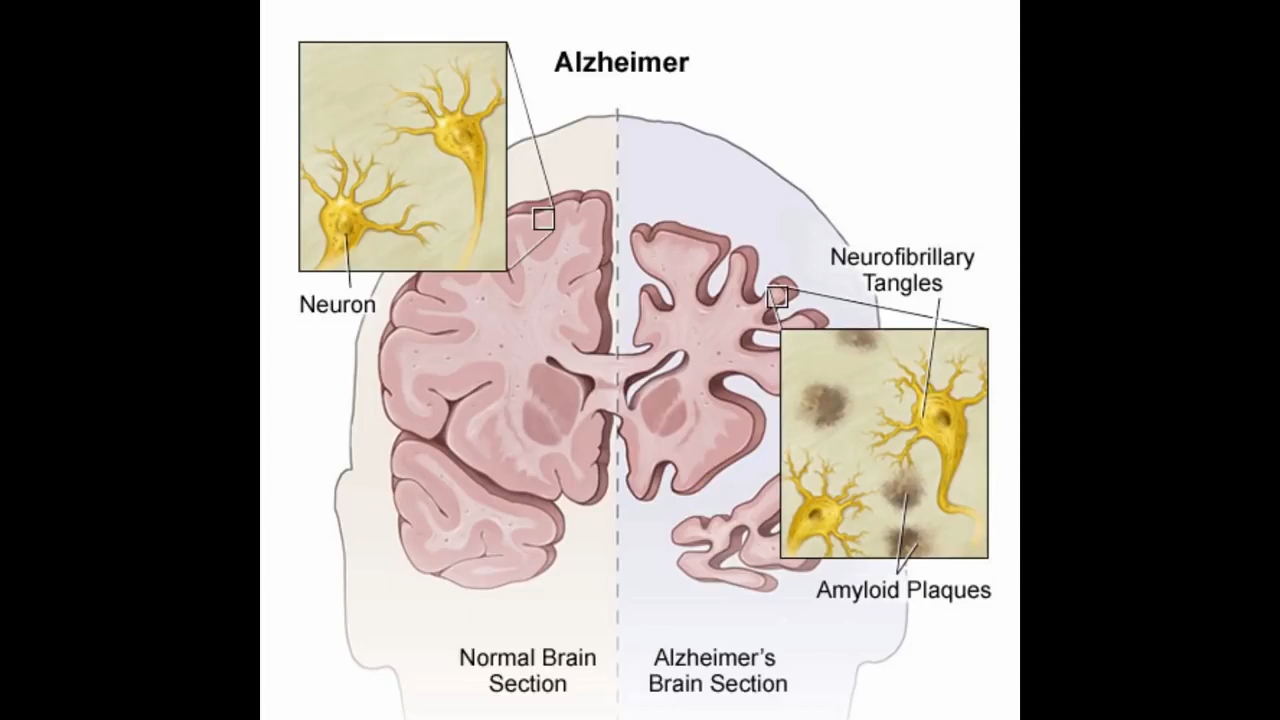 Alzheimer
Neuron
Neurofibrillary
Tangles
Amyloid Plaques
Normal Brain
Section
Alzheimer's
Brain Section